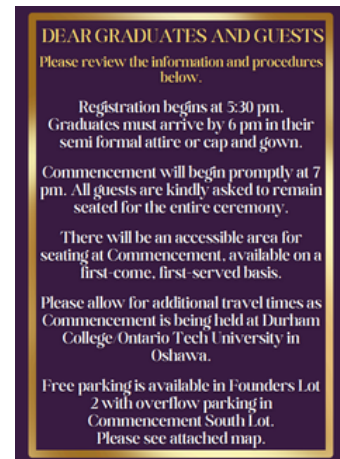 DEAR GRADUATES AND GUESTS
Please review the information and procedures
below.
Registration begins at 5:30 pm.
Graduates must arrive by 6 pm in their
semi formal attire or cap and gown.
Commencement will begin promptly at 7
pm. All guests are kindly asked to remain
seated for the entire ceremony.
There will be an accessible area for
seating at Commencement, available on a
first-come, first-served basis.
Please allow for additional travel times as
Commencement is being held at Durham
College/Ontario Tech University in
Oshawa.
Free parking is available in Founders Lot
2 with overflow parking in
Commencement South Lot.
Please see attached map.